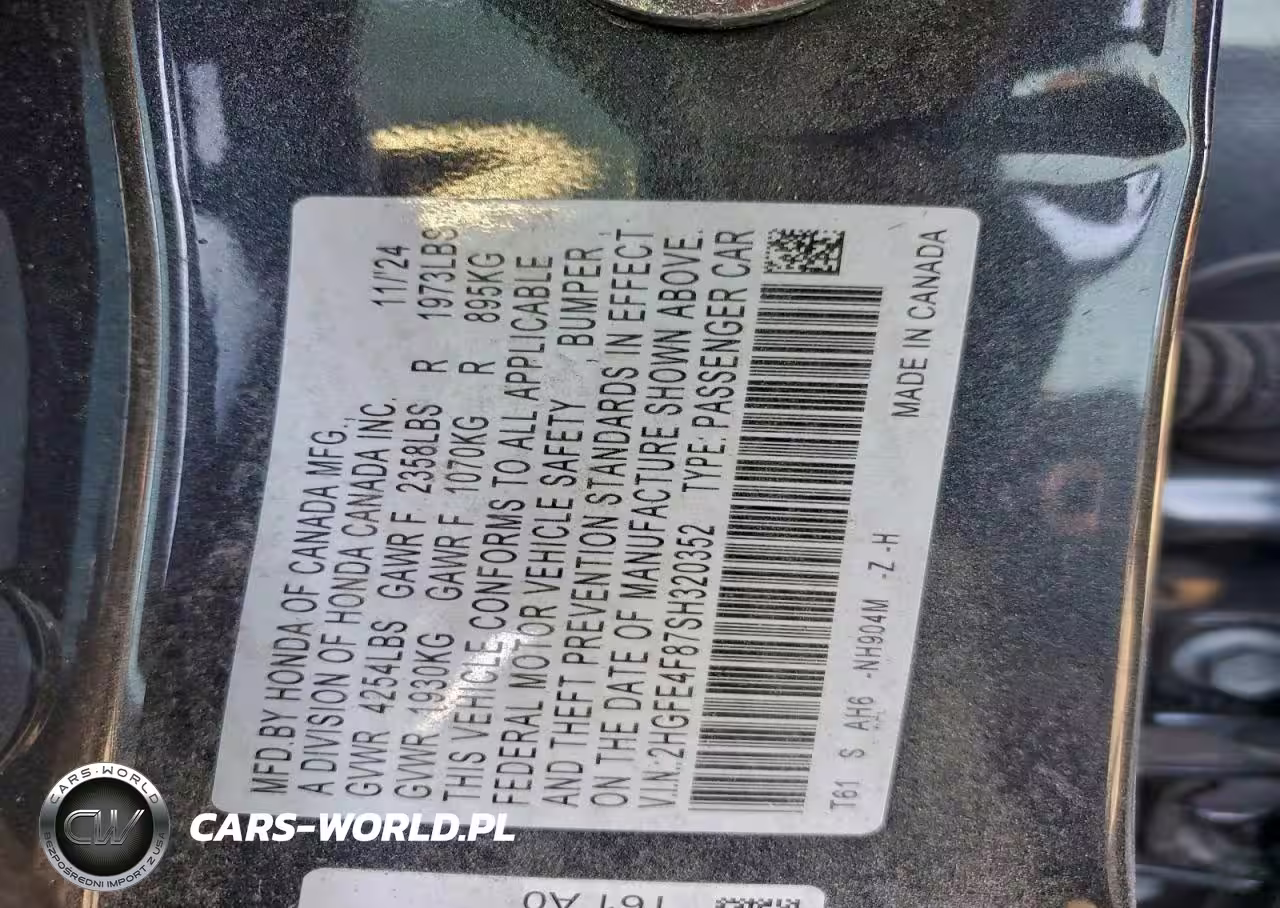 MFD.BY HONDA OF CANADA MFG.,
A DIVISION OF HONDA CANADA INC. 11/24
GVWR 4254LBS GAWR F 2358LBS R 1973LBS
GVWR 1930KG GAWR F 1070KG R 895KG
THIS VEHICLE CONFORMS TO ALL APPLICABLE
FEDERAL MOTOR VEHICLE SAFETY , BUMPER ,
AND THEFT PREVENTION STANDARDS IN EFFECT
ON THE DATE OF MANUFACTURE SHOWN ABOVE.
V.I.N.:2HGFE4F87SH320352 TYPE: PASSENGER CAR
T61 S AH6 -NH904M -Z -H MADE IN CANADA
CARS-WORLD
CW
BEZPOŚREDNI IMPORT Z USA
CARS-WORLD.PL